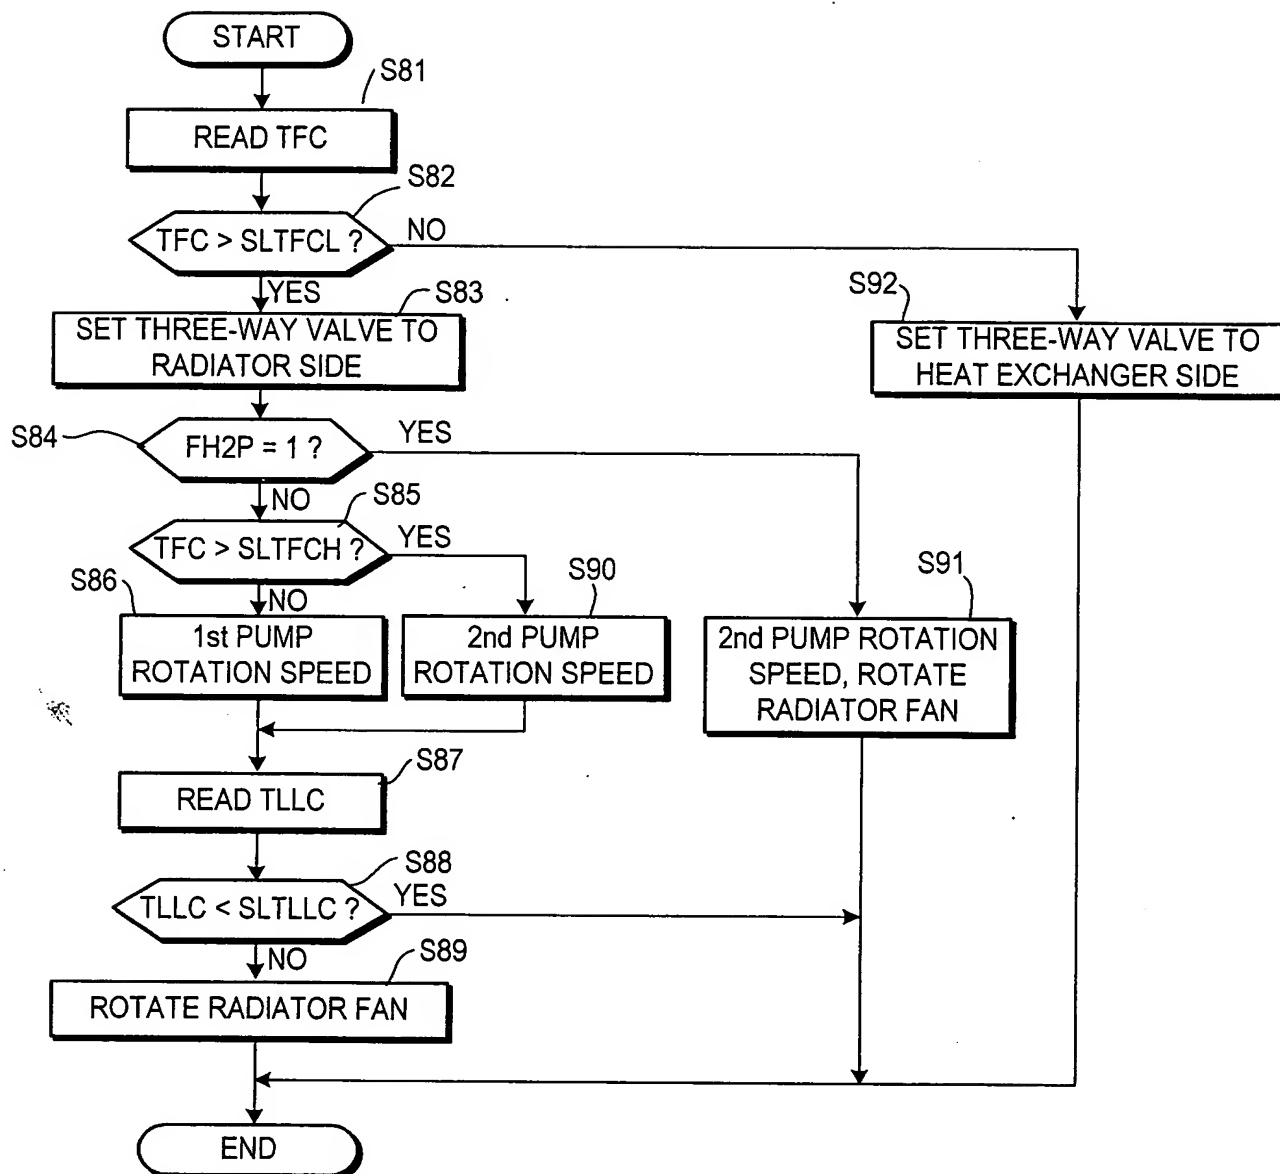 START
S81
READ TFC
S82
TFC > SLTFCL ?
NO
YES
S83
SET THREE-WAY VALVE TO
RADIATOR SIDE
S92
SET THREE-WAY VALVE TO
HEAT EXCHANGER SIDE
S84
FH2P = 1 ?
YES
NO
S85
TFC > SLTFCH ?
YES
NO
S86
1st PUMP
ROTATION SPEED
S90
2nd PUMP
ROTATION SPEED
S91
2nd PUMP ROTATION
SPEED, ROTATE
RADIATOR FAN
S87
READ TLLC
S88
TLLC < SLTLLC ?
YES
NO
S89
ROTATE RADIATOR FAN
END